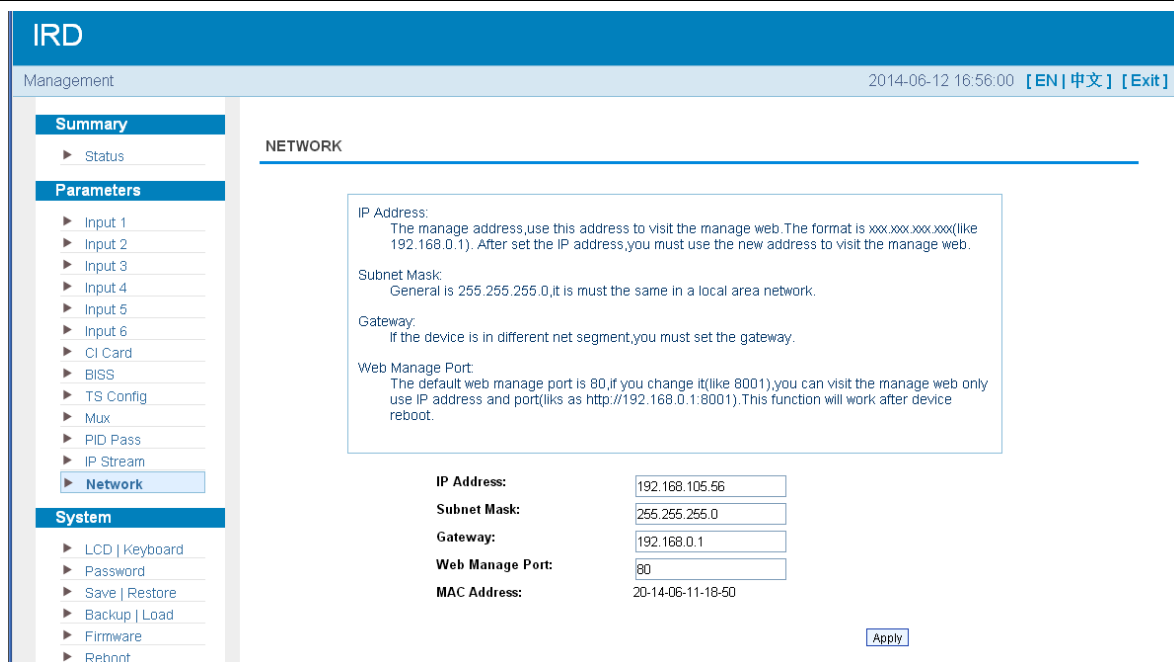 IRD
Management
2014-06-12 16:56:00 [EN|中文] [Exit]
Summary
Status
Parameters
Input 1
Input 2
Input 3
Input 4
Input 5
Input 6
CI Card
BISS
TS Config
Mux
PID Pass
IP Stream
Network
System
LCD | Keyboard
Password
Save | Restore
Backup | Load
Firmware
Reboot
NETWORK
IP Address:
The manage address,use this address to visit the manage web.The format is xxx.xxx.xxx.xxx(like
192.168.0.1). After set the IP address,you must use the new address to visit the manage web.
Subnet Mask:
General is 255.255.255.0,it is must the same in a local area network.
Gateway:
If the device is in different net segment,you must set the gateway.
Web Manage Port:
The default web manage port is 80,if you change it(like 8001),you can visit the manage web only
use IP address and port(liks as http://192.168.0.1:8001).This function will work after device
reboot.
IP Address: 192.168.105.56
Subnet Mask: 255.255.255.0
Gateway: 192.168.0.1
Web Manage Port: 80
MAC Address: 20-14-06-11-18-50
Apply